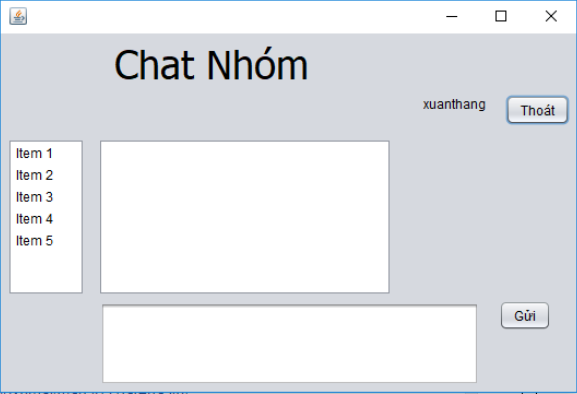 Chat Nhóm
xuanthang
Thoát
Item 1
Item 2
Item 3
Item 4
Item 5
Gửi